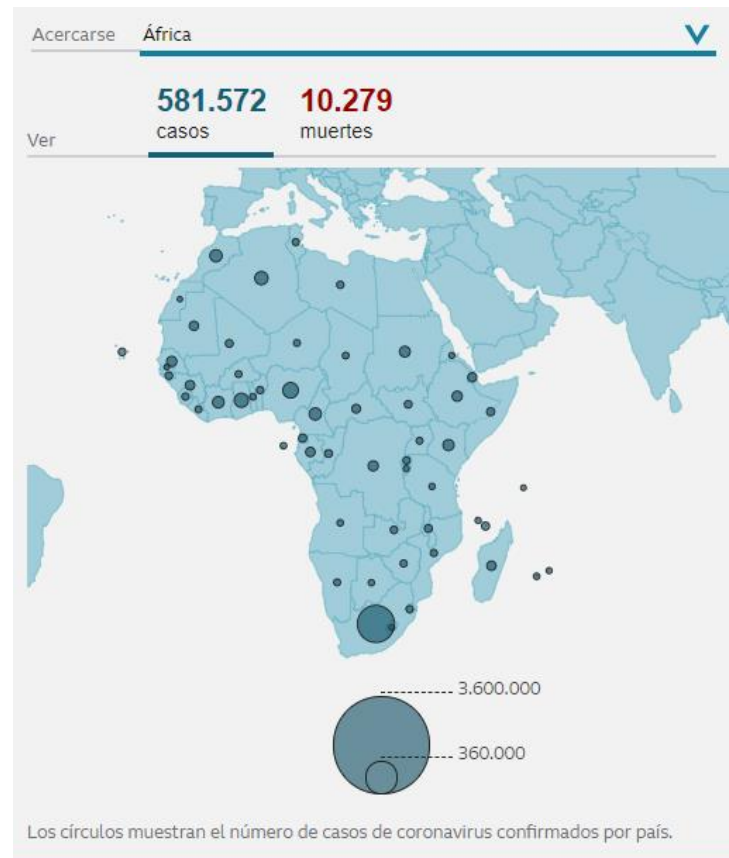 Acercarse África
581.572 10.279
Ver casos muertes
3.600.000
360.000
Los círculos muestran el número de casos de coronavirus confirmados por país.